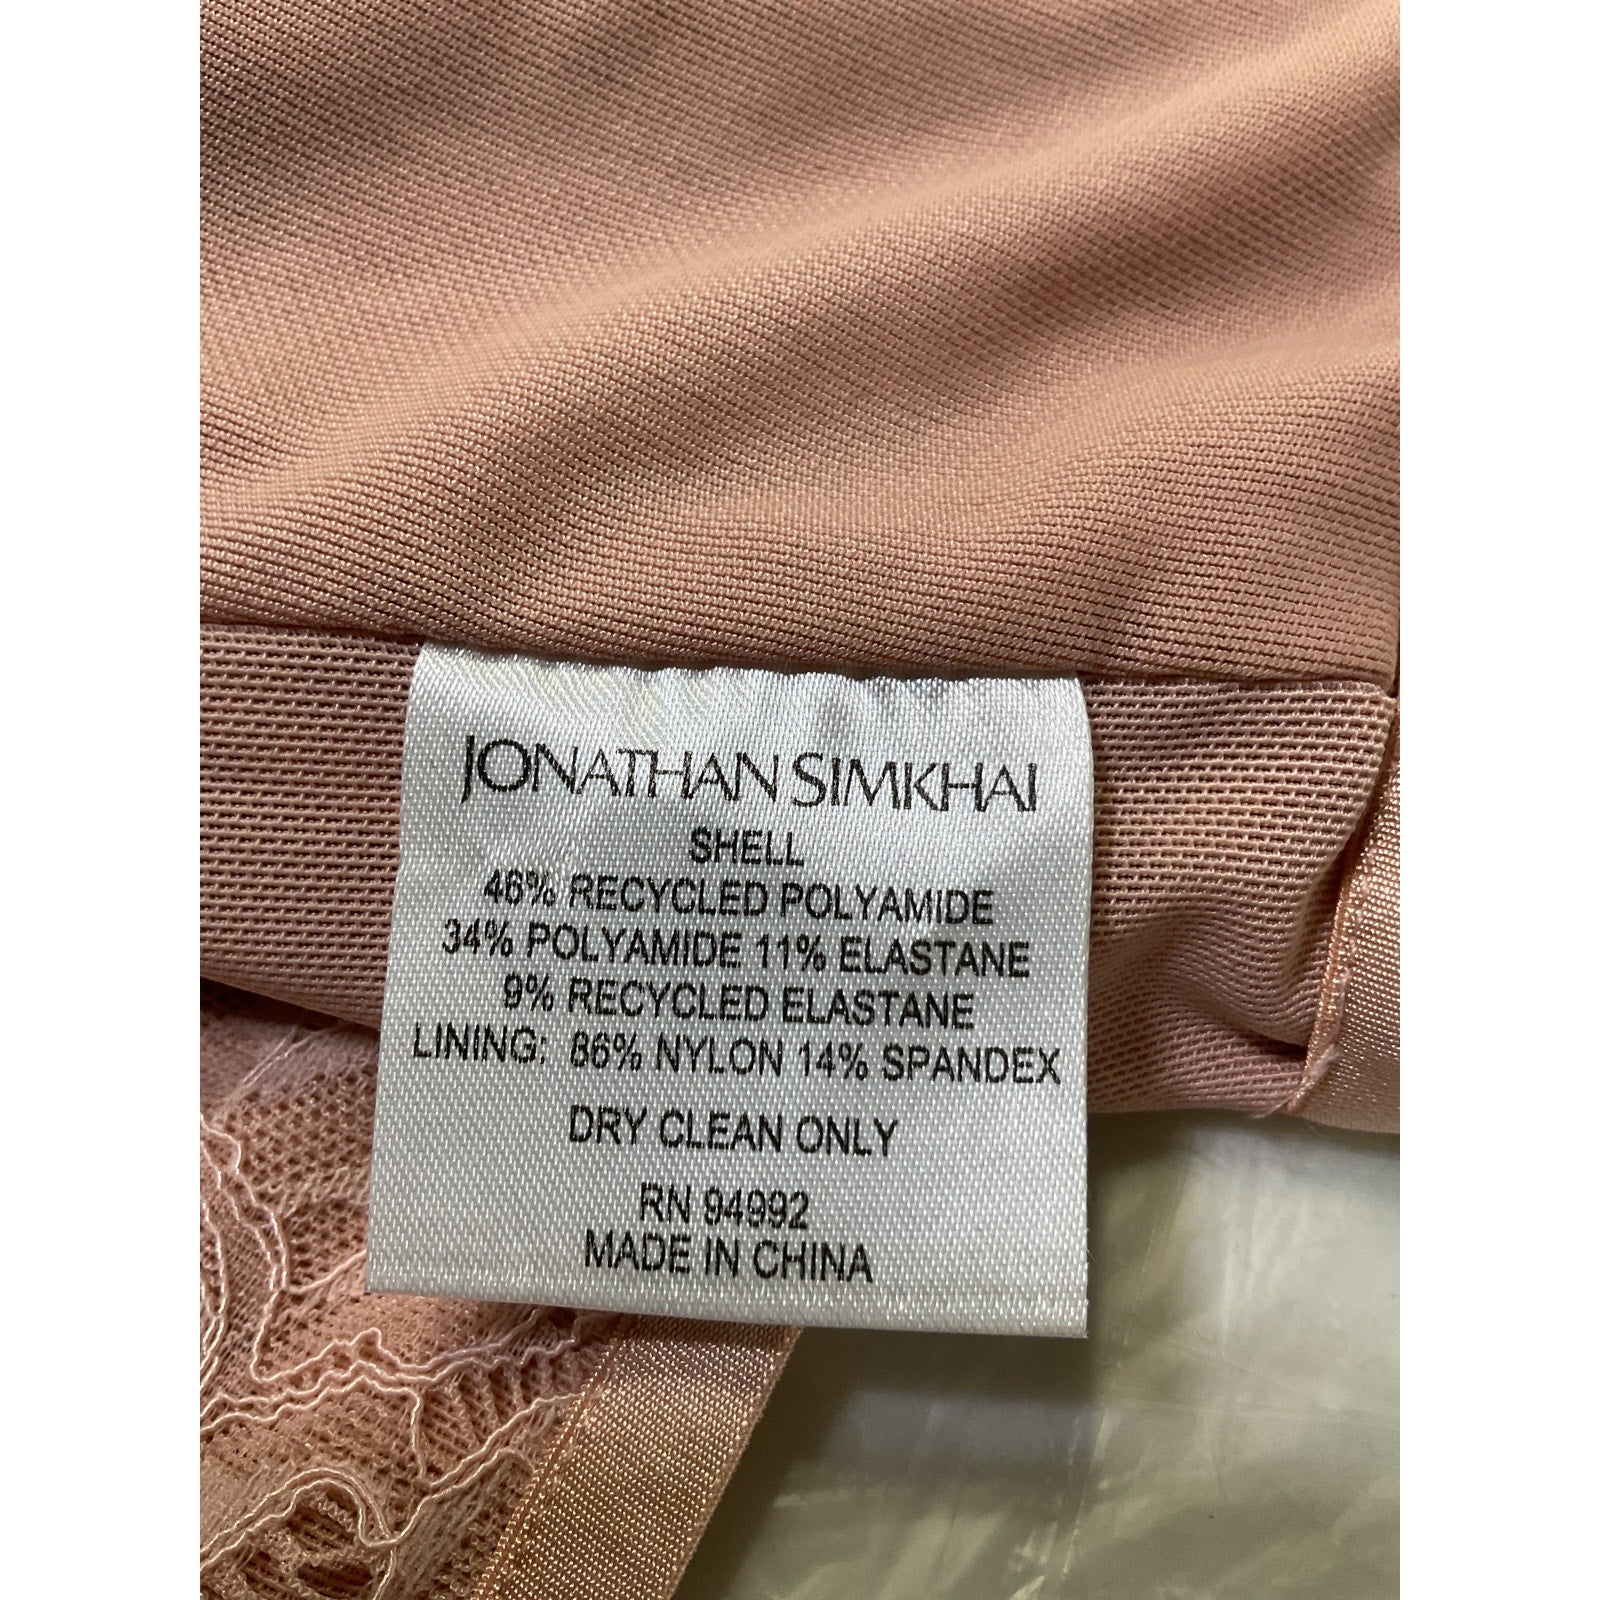 JONATHAN SIMKHAI
SHELL
46% RECYCLED POLYAMIDE
34% POLYAMIDE 11% ELASTANE
9% RECYCLED ELASTANE
LINING: 86% NYLON 14% SPANDEX
DRY CLEAN ONLY
RN 94992
MADE IN CHINA